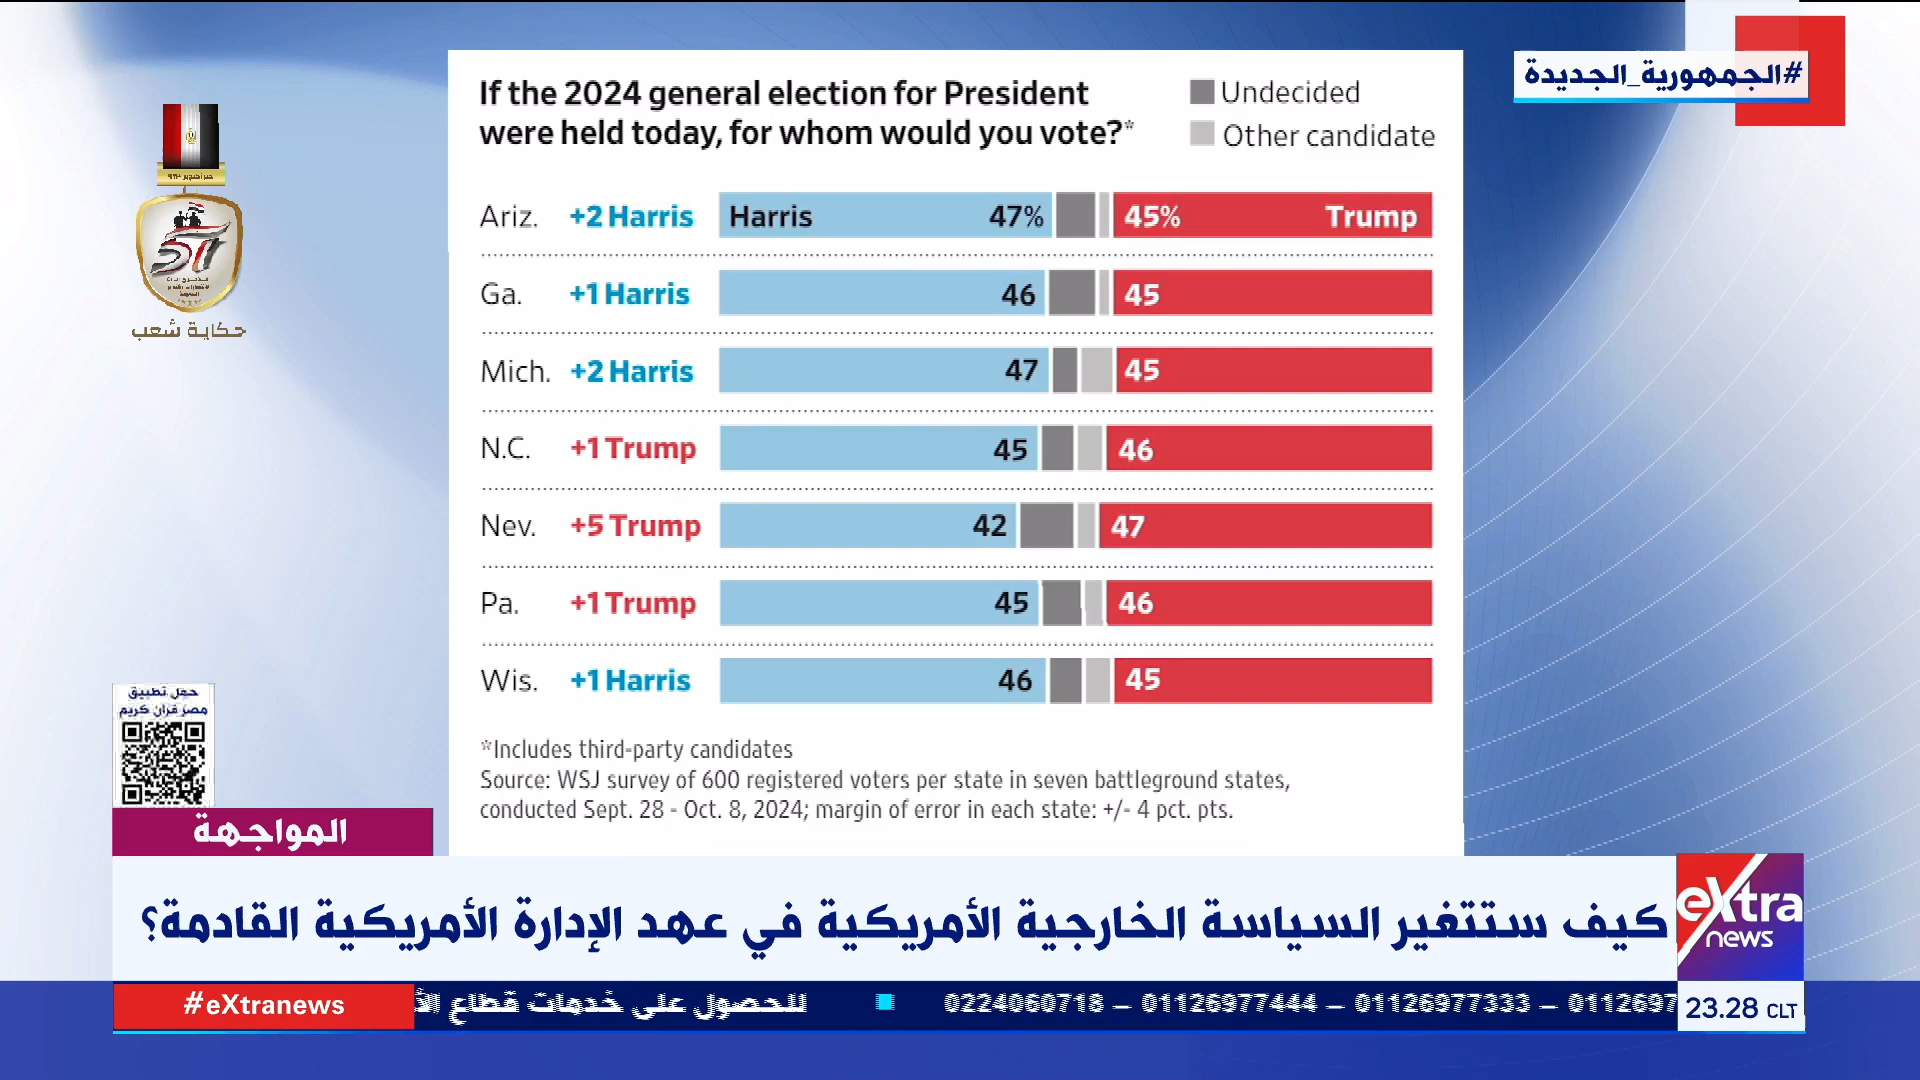 #الجمهورية_الجديدة
If the 2024 general election for President
were held today, for whom would you vote?*
Undecided
Other candidate
Ariz. +2 Harris Harris 47% 45% Trump
Ga. +1 Harris 46 45
Mich. +2 Harris 47 45
N.C. +1 Trump 45 46
Nev. +5 Trump 42 47
Pa. +1 Trump 45 46
Wis. +1 Harris 46 45
*Includes third-party candidates
Source: WSJ survey of 600 registered voters per state in seven battleground states,
conducted Sept. 28 - Oct. 8, 2024; margin of error in each state: +/- 4 pct. pts.
حكاية شعب
حمل تطبيق
مصر قرآن كريم
المواجهة
كيف ستتغير السياسة الخارجية الأمريكية في عهد الإدارة الأمريكية القادمة؟
eXtra
news
#eXtranews
للحصول على خدمات قطاع
0224060718 – 01126977444 – 01126977333 – 0112697
23.28 CLT